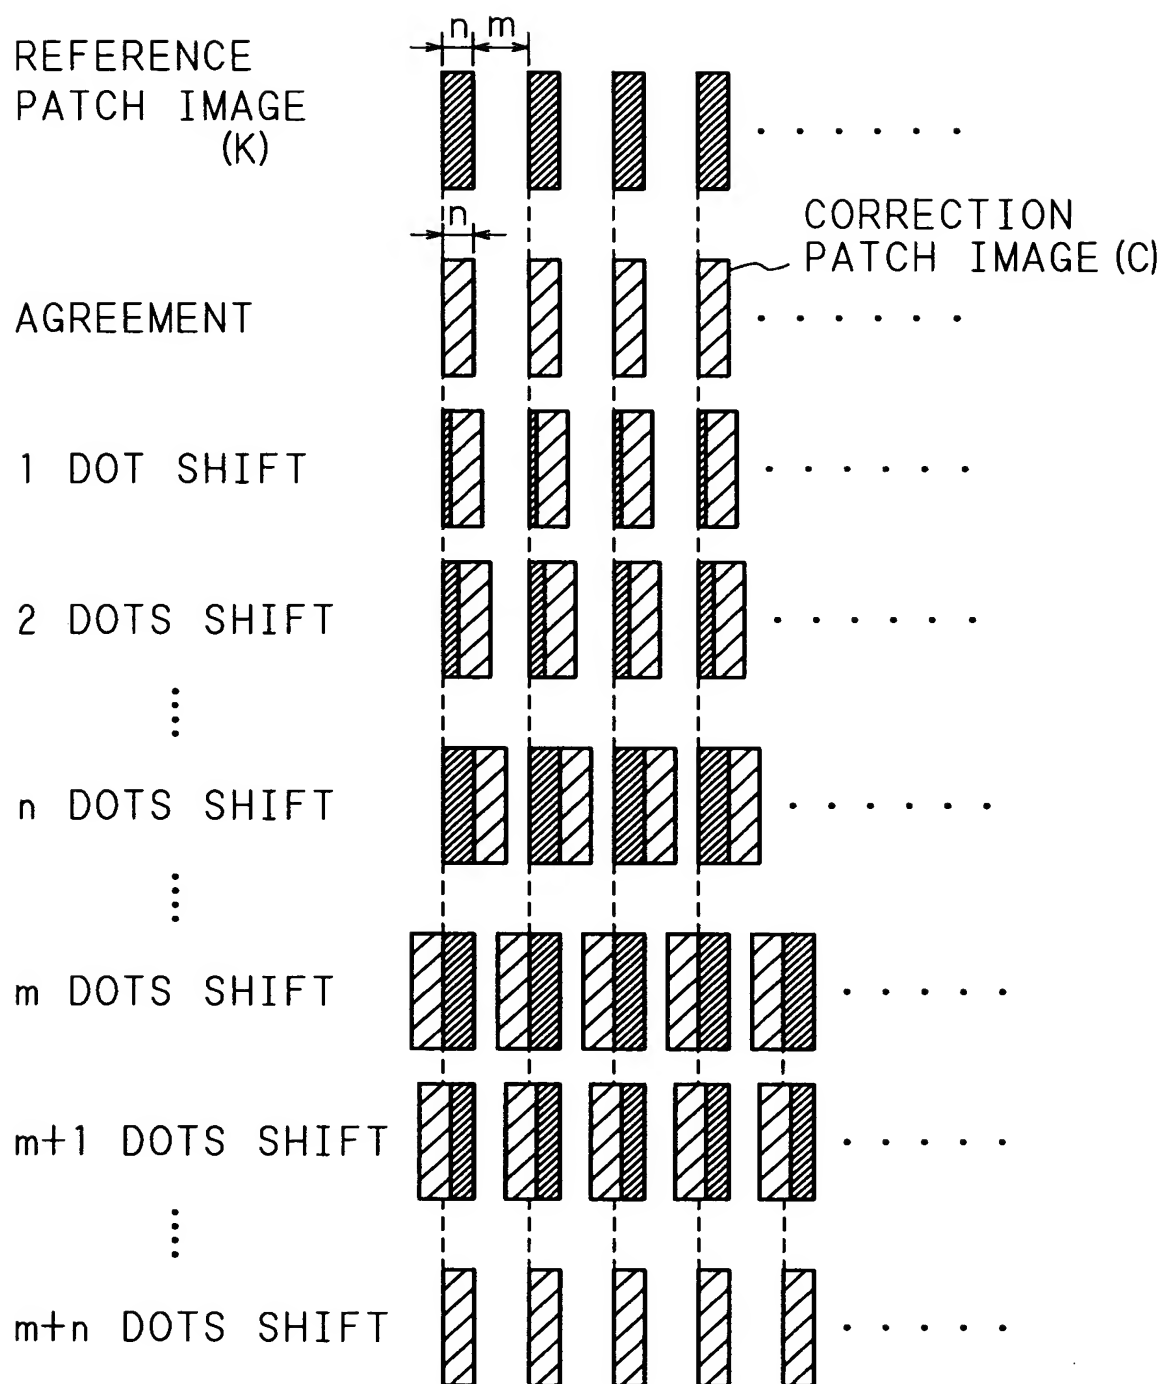 n m
REFERENCE
PATCH IMAGE
(K)
n
CORRECTION
PATCH IMAGE (C)
AGREEMENT
1 DOT SHIFT
2 DOTS SHIFT
n DOTS SHIFT
m DOTS SHIFT
m+1 DOTS SHIFT
m+n DOTS SHIFT